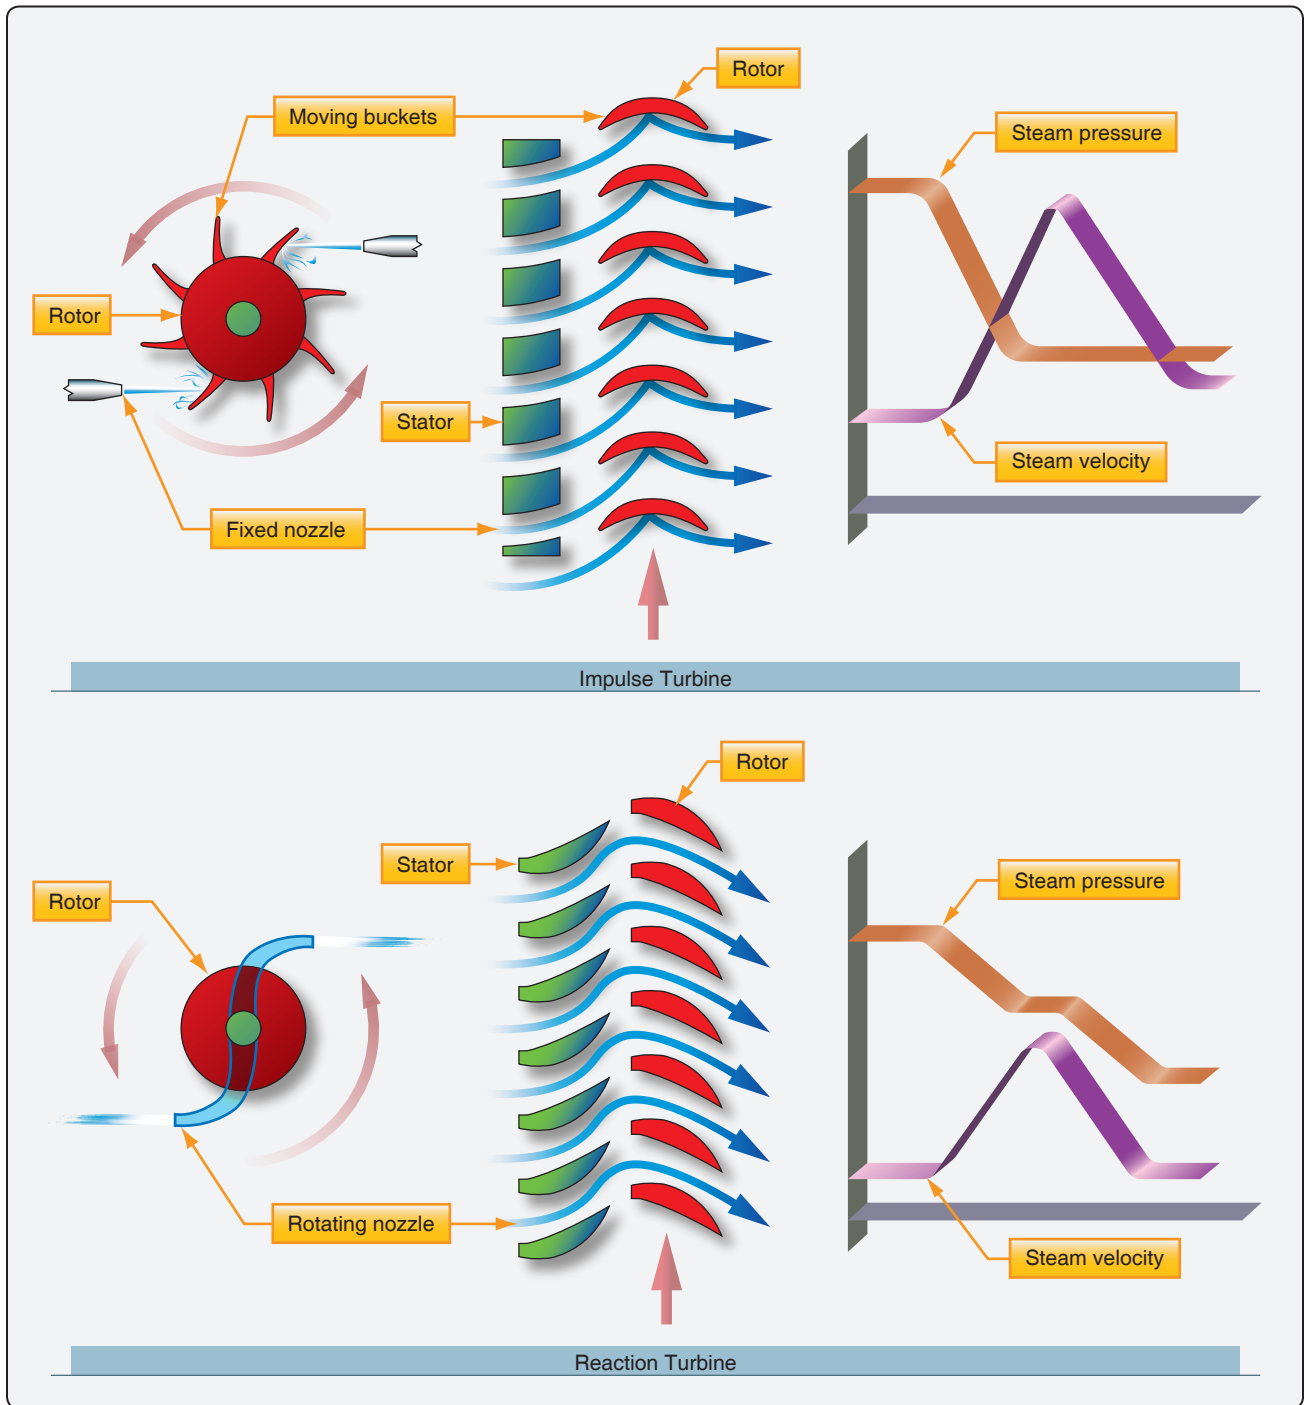 Rotor
Moving buckets
Steam pressure
Rotor
Stator
Steam velocity
Fixed nozzle
Impulse Turbine
Rotor
Stator
Steam pressure
Rotor
Rotating nozzle
Steam velocity
Reaction Turbine